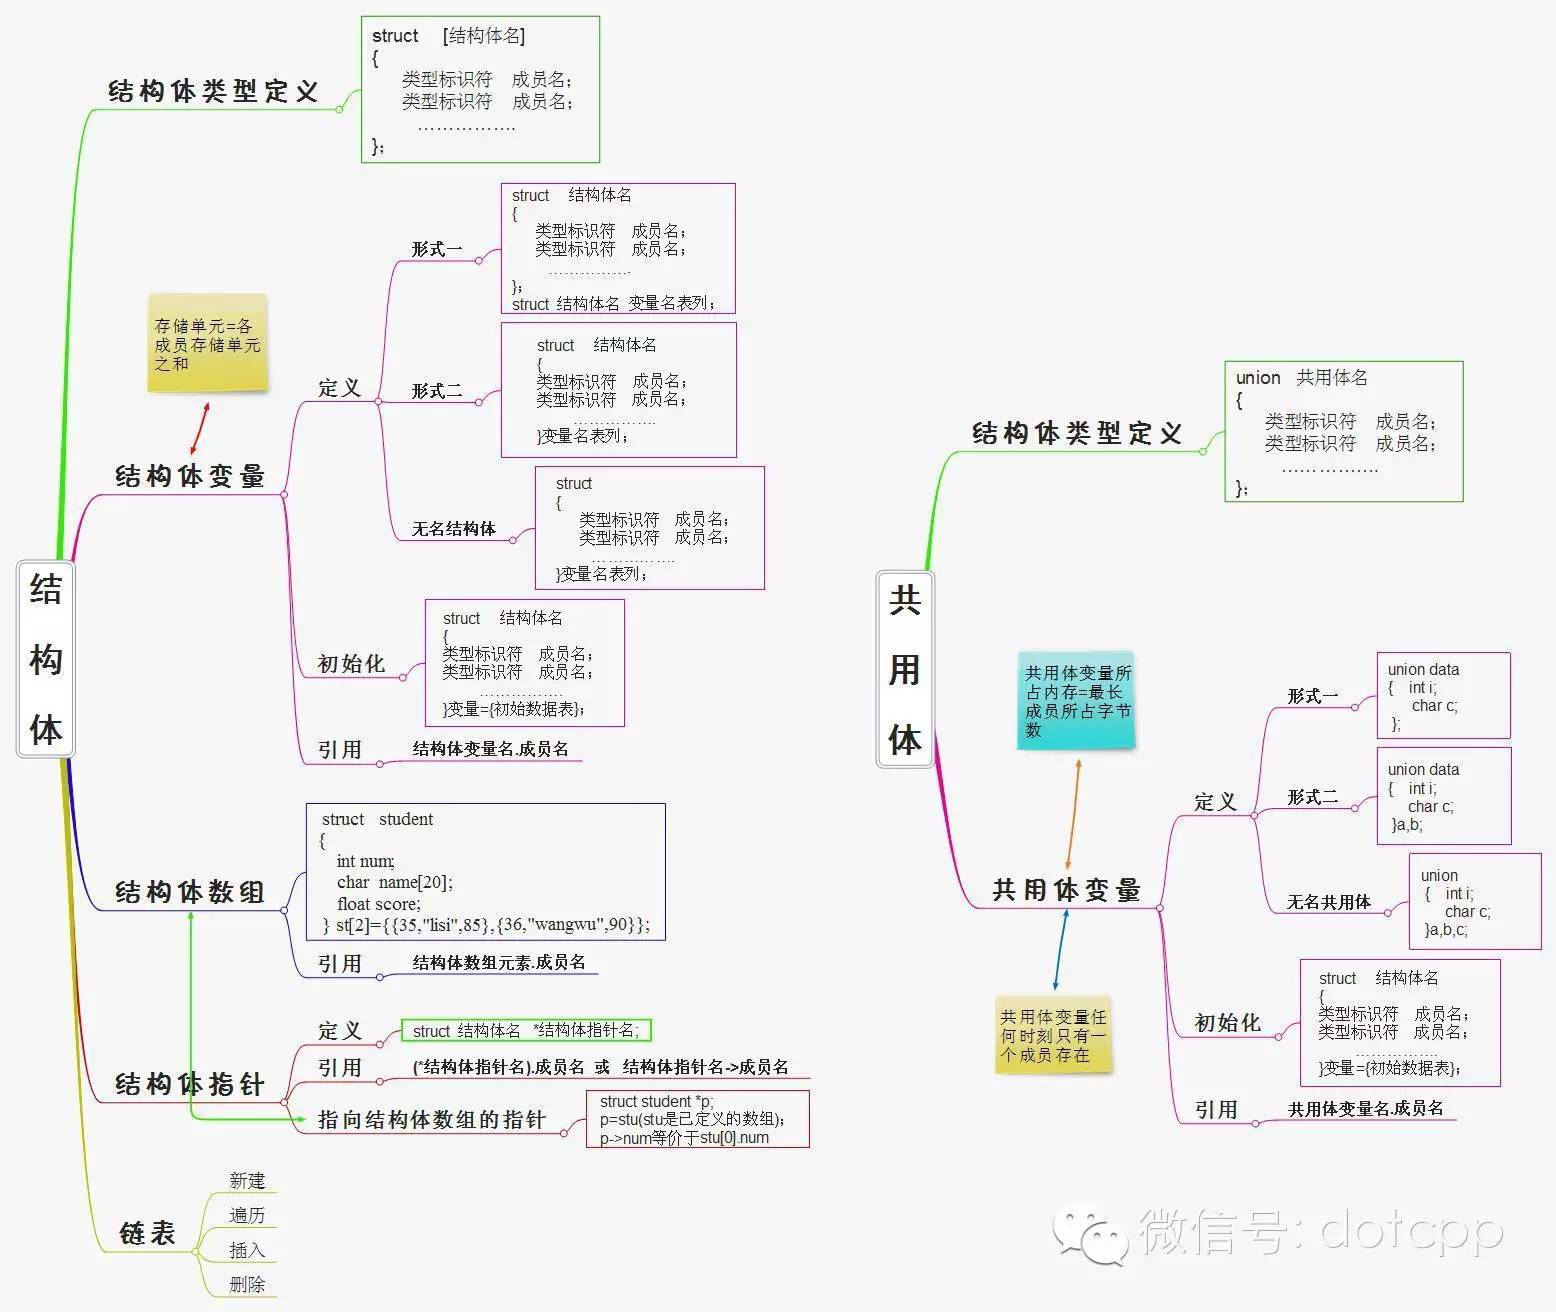 结构体
结构体类型定义
struct [结构体名]
{
类型标识符 成员名;
类型标识符 成员名;
…………….
};
存储单元=各
成员存储单元
之和
结构体变量
定义
形式一
struct 结构体名
{
类型标识符 成员名;
类型标识符 成员名;
…………….
};
struct 结构体名 变量名表列;
形式二
struct 结构体名
{
类型标识符 成员名;
类型标识符 成员名;
…………….
}变量名表列;
无名结构体
struct
{
类型标识符 成员名;
类型标识符 成员名;
…………….
}变量名表列;
初始化
struct 结构体名
{
类型标识符 成员名;
类型标识符 成员名;
…………….
}变量={初始数据表};
引用
结构体变量名.成员名
结构体数组
struct student
{
int num;
char name[20];
float score;
} st[2]={{35,"lisi",85},{36,"wangwu",90}};
引用
结构体数组元素.成员名
结构体指针
定义
struct 结构体名 *结构体指针名;
引用
(*结构体指针名).成员名 或 结构体指针名->成员名
指向结构体数组的指针
struct student *p;
p=stu(stu是已定义的数组);
p->num等价于stu[0].num
链表
新建
遍历
插入
删除
共用体
结构体类型定义
union 共用体名
{
类型标识符 成员名;
类型标识符 成员名;
…………….
};
共用体变量所
占内存=最长
成员所占字节
数
共用体变量
共用体变量任
何时刻只有一
个成员存在
定义
形式一
union data
{ int i;
char c;
};
形式二
union data
{ int i;
char c;
}a,b;
无名共用体
union
{ int i;
char c;
}a,b,c;
初始化
struct 结构体名
{
类型标识符 成员名;
类型标识符 成员名;
…………….
}变量={初始数据表};
引用
共用体变量名.成员名
微信号: dotcpp